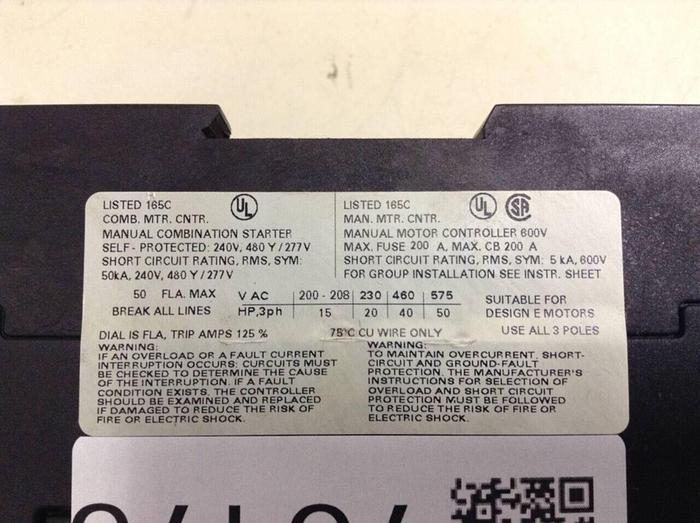 LISTED 165C UL
COMB. MTR. CNTR.
MANUAL COMBINATION STARTER
SELF - PROTECTED: 240V, 480 Y / 277 V
SHORT CIRCUIT RATING, RMS, SYM:
50kA, 240V, 480 Y / 277 V
LISTED 165C UL SA
MAN. MTR. CNTR.
MANUAL MOTOR CONTROLLER 600V
MAX. FUSE 200 A, MAX. CB 200 A
SHORT CIRCUIT RATING, RMS, SYM: 5 kA, 600V
FOR GROUP INSTALLATION SEE INSTR. SHEET
50 FLA. MAX V AC 200 - 208 230 460 575 SUITABLE FOR
BREAK ALL LINES HP,3ph 15 20 40 50 DESIGN E MOTORS
DIAL IS FLA, TRIP AMPS 125 % 75°C CU WIRE ONLY USE ALL 3 POLES
WARNING:
IF AN OVERLOAD OR A FAULT CURRENT
INTERRUPTION OCCURS: CURCUITS MUST
BE CHECKED TO DETERMINE THE CAUSE
OF THE INTERRUPTION. IF A FAULT
CONDITION EXISTS. THE CONTROLLER
SHOULD BE EXAMINED AND REPLACED
IF DAMAGED TO REDUCE THE RISK OF
FIRE OR ELECTRIC SHOCK.
WARNING:
TO MAINTAIN OVERCURRENT, SHORT-
CIRCUIT AND GROUND-FAULT
PROTECTION. THE MANUFACTURER'S
INSTRUCTIONS FOR SELECTION OF
OVERLOAD AND SHORT CIRCUIT
PROTECTION MUST BE FOLLOWED
TO REDUCE THE RISK OF FIRE OR
ELECTRIC SHOCK.